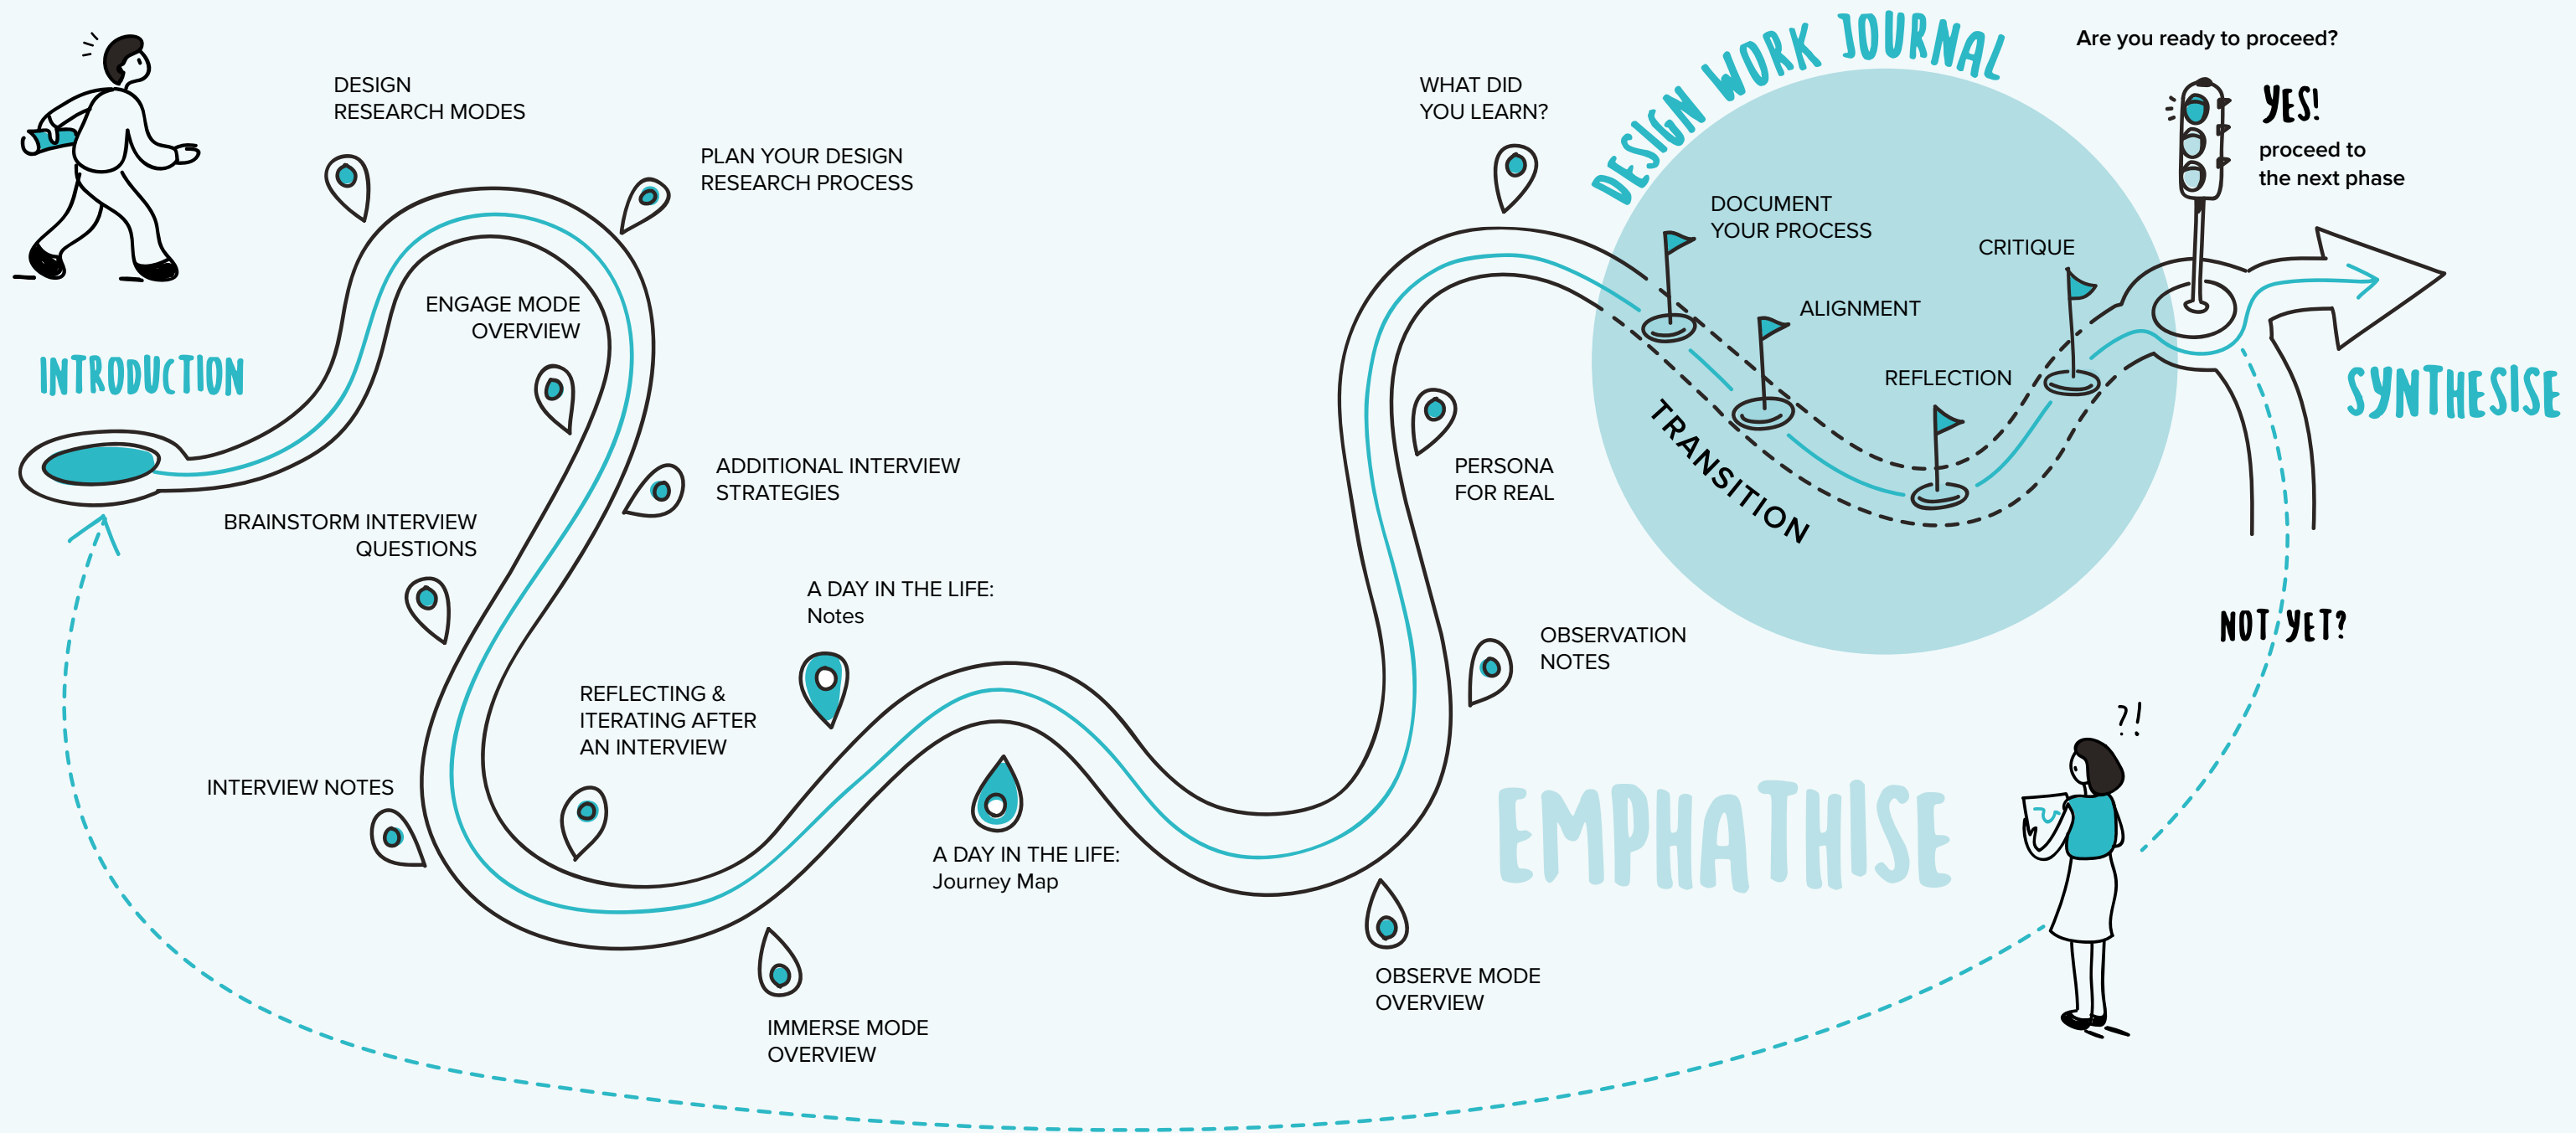 INTRODUCTION
DESIGN
RESEARCH MODES
PLAN YOUR DESIGN
RESEARCH PROCESS
ENGAGE MODE
OVERVIEW
ADDITIONAL INTERVIEW
STRATEGIES
BRAINSTORM INTERVIEW
QUESTIONS
INTERVIEW NOTES
REFLECTING &
ITERATING AFTER
AN INTERVIEW
IMMERSE MODE
OVERVIEW
A DAY IN THE LIFE:
Notes
A DAY IN THE LIFE:
Journey Map
OBSERVE MODE
OVERVIEW
OBSERVATION
NOTES
PERSONA
FOR REAL
WHAT DID
YOU LEARN?
DESIGN WORK JOURNAL
DOCUMENT
YOUR PROCESS
ALIGNMENT
REFLECTION
CRITIQUE
TRANSITION
Are you ready to proceed?
YES!
proceed to
the next phase
SYNTHESISE
NOT YET?
?!
EMPHATHISE